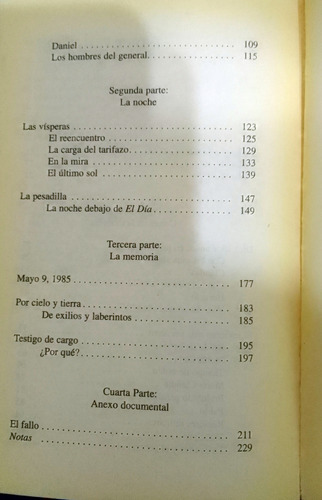 Daniel ........................ 109
Los hombres del general ............ 115
Segunda parte:
La noche
Las vísperas ........................ 123
El reencuentro ........................ 125
La carga del tarifazo ........................ 129
En la mira ........................ 133
El último sol ........................ 139
La pesadilla ........................ 147
La noche debajo de El Día ........................ 149
Tercera parte:
La memoria
Mayo 9, 1985 ........................ 177
Por cielo y tierra ........................ 183
De exilios y laberintos ........................ 185
Testigo de cargo ........................ 195
¿Por qué? ........................ 197
Cuarta Parte:
Anexo documental
El fallo ........................ 211
Notas ........................ 229